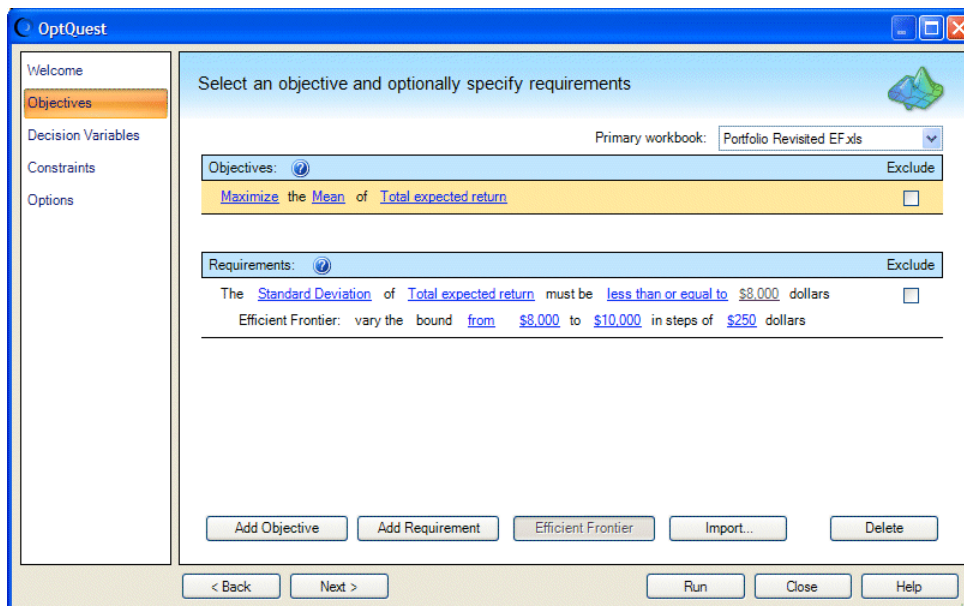 OptQuest
Welcome
Objectives
Decision Variables
Constraints
Options
Select an objective and optionally specify requirements
Primary workbook: Portfolio Revisited EF.xls
Objectives: ? Exclude
Maximize the Mean of Total expected return
Requirements: ? Exclude
The Standard Deviation of Total expected return must be less than or equal to $8,000 dollars
Efficient Frontier: vary the bound from $8,000 to $10,000 in steps of $250 dollars
Add Objective Add Requirement Efficient Frontier Import... Delete
< Back Next > Run Close Help